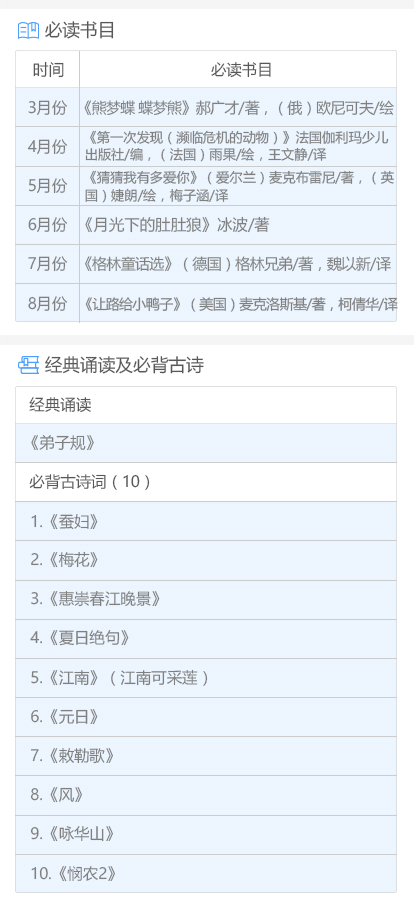 必读书目
时间 必读书目
3月份 《熊梦蝶 蝶梦熊》郝广才/著，（俄）欧尼可夫/绘
4月份 《第一次发现（濒临危机的动物）》法国伽利玛少儿
出版社/编，（法国）雨果/绘，王文静/译
5月份 《猜猜我有多爱你》（爱尔兰）麦克布雷尼/著，（英
国）婕朗/绘，梅子涵/译
6月份 《月光下的肚肚狼》冰波/著
7月份 《格林童话选》（德国）格林兄弟/著，魏以新/译
8月份 《让路给小鸭子》（美国）麦克洛斯基/著，柯倩华/译
经典诵读及必背古诗
经典诵读
《弟子规》
必背古诗词（10）
1.《蚕妇》
2.《梅花》
3.《惠崇春江晚景》
4.《夏日绝句》
5.《江南》（江南可采莲）
6.《元日》
7.《敕勒歌》
8.《风》
9.《咏华山》
10.《悯农2》